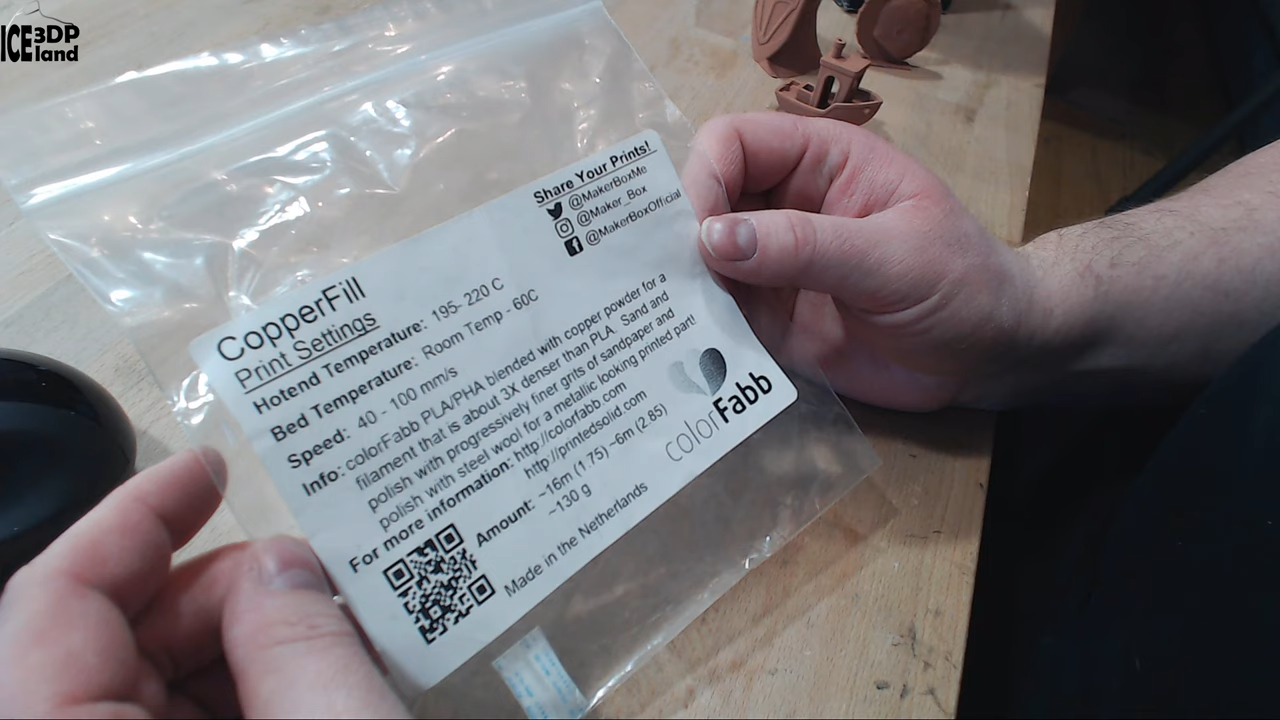 ICE 3DP
land
CopperFill
Print Settings
Hotend Temperature: 195- 220 C
Bed Temperature: Room Temp - 60C
Speed: 40 - 100 mm/s
Info: colorFabb PLA/PHA blended with copper powder for a
filament that is about 3X denser than PLA. Sand and
polish with progressively finer grits of sandpaper and
polish with steel wool for a metallic looking printed part!
For more information: http://colorfabb.com
http://printedsolid.com
Amount: ~16m (1.75) ~6m (2.85)
~130 g
Made in the Netherlands
Share Your Prints!
@MakerBoxMe
@Maker_Box
@MakerBoxOfficial
colorFabb